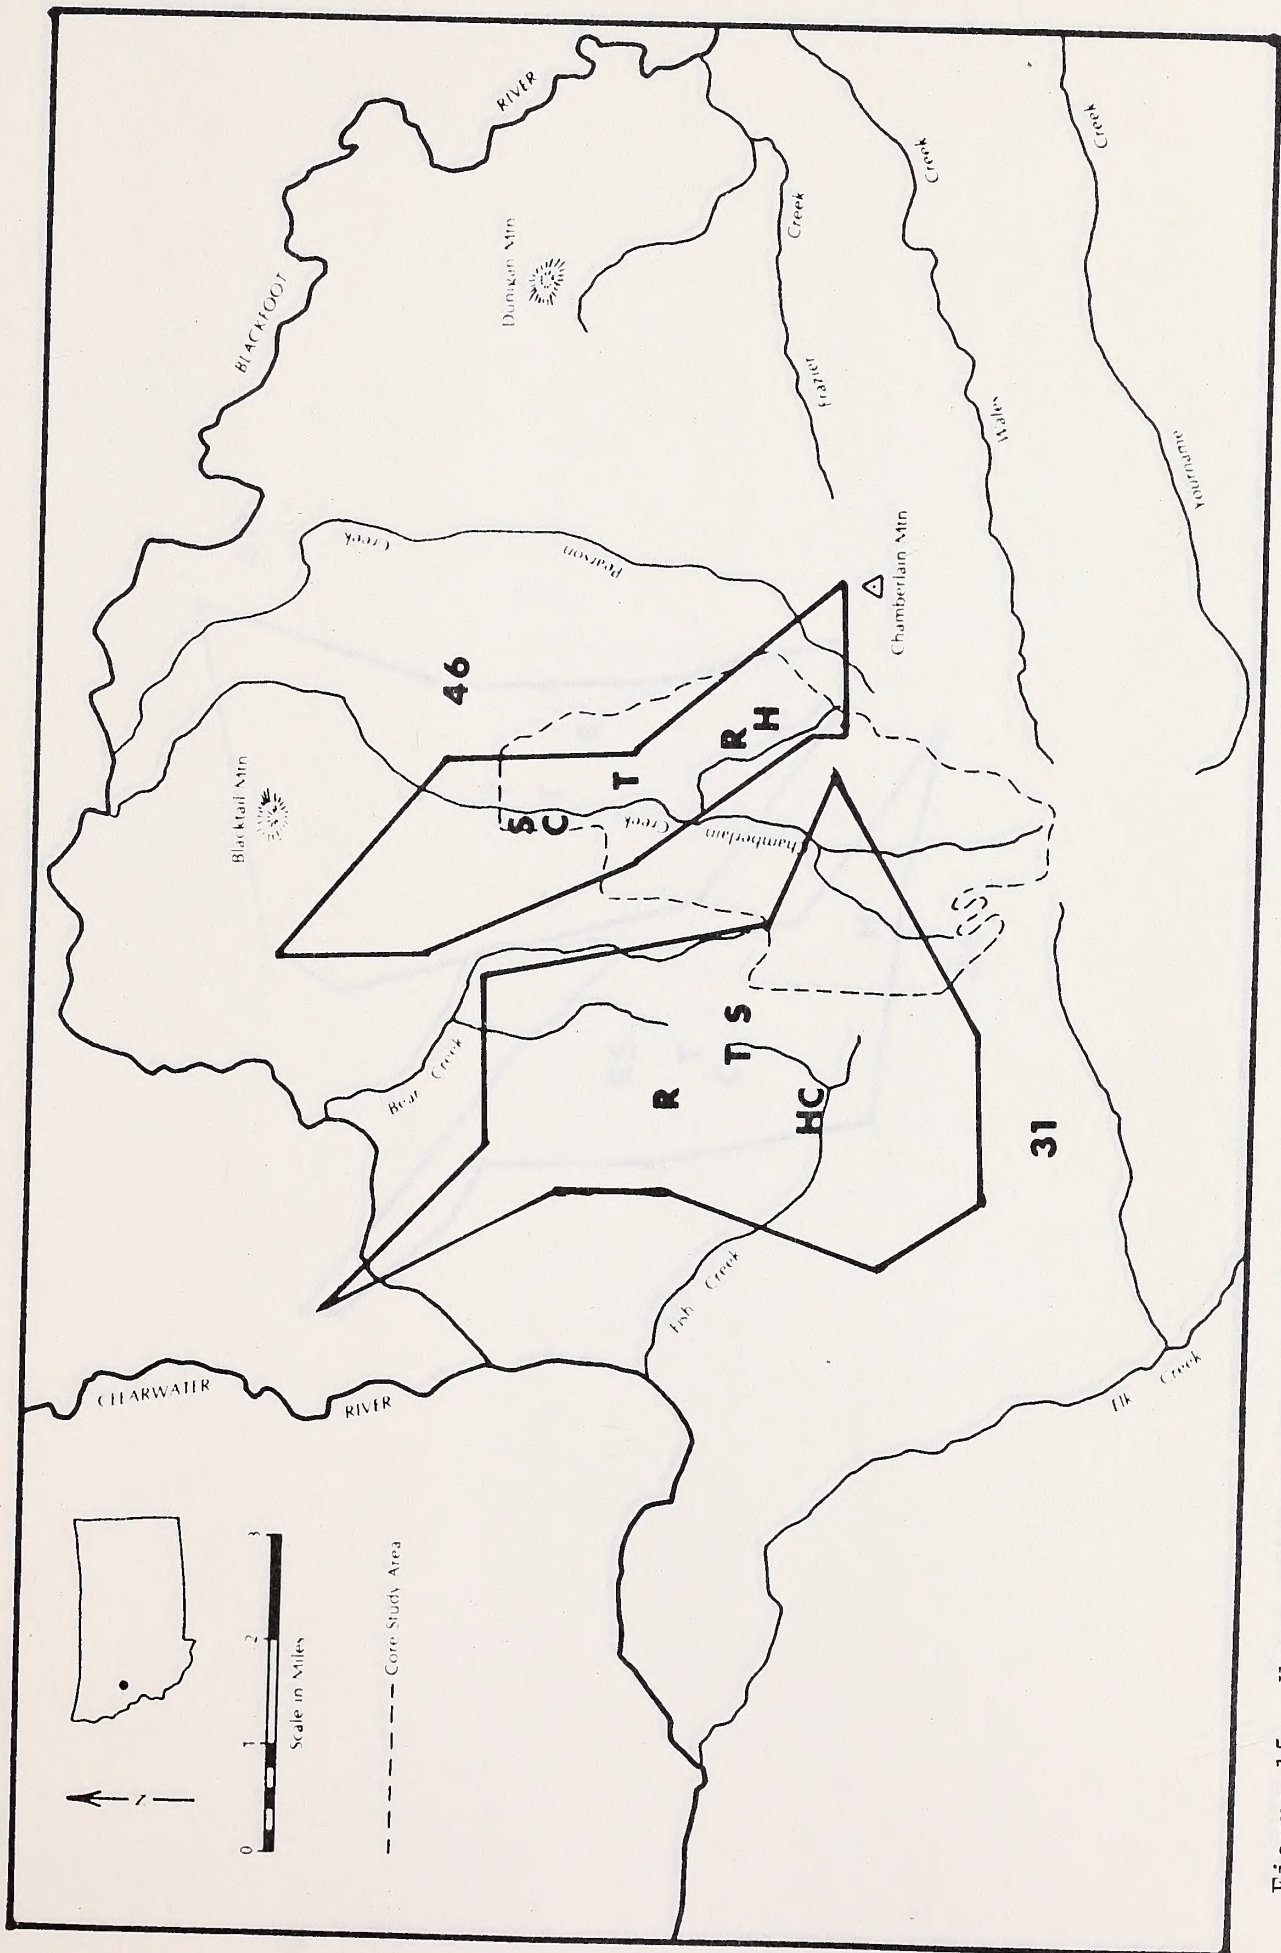 N
0 1 2 3
Scale in Miles
Core Study Area
CLEARWATER
RIVER
BLACKFOOT
RIVER
Blacktail Mtn
Dunigan Mtn
Chamberlain Mtn
Bear Creek
Fish Creek
Elk Creek
Chamberlain Creek
Pearson Creek
Frazier Creek
Wales Creek
Yourname Creek
46
S
C
T
R
H
31
R
T S
HC